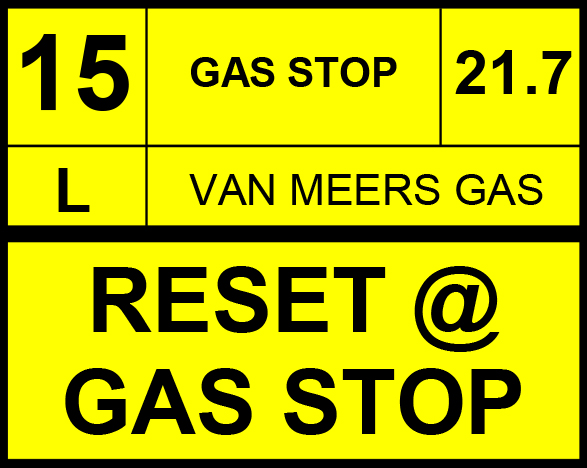 15 GAS STOP 21.7
L VAN MEERS GAS
RESET @
GAS STOP